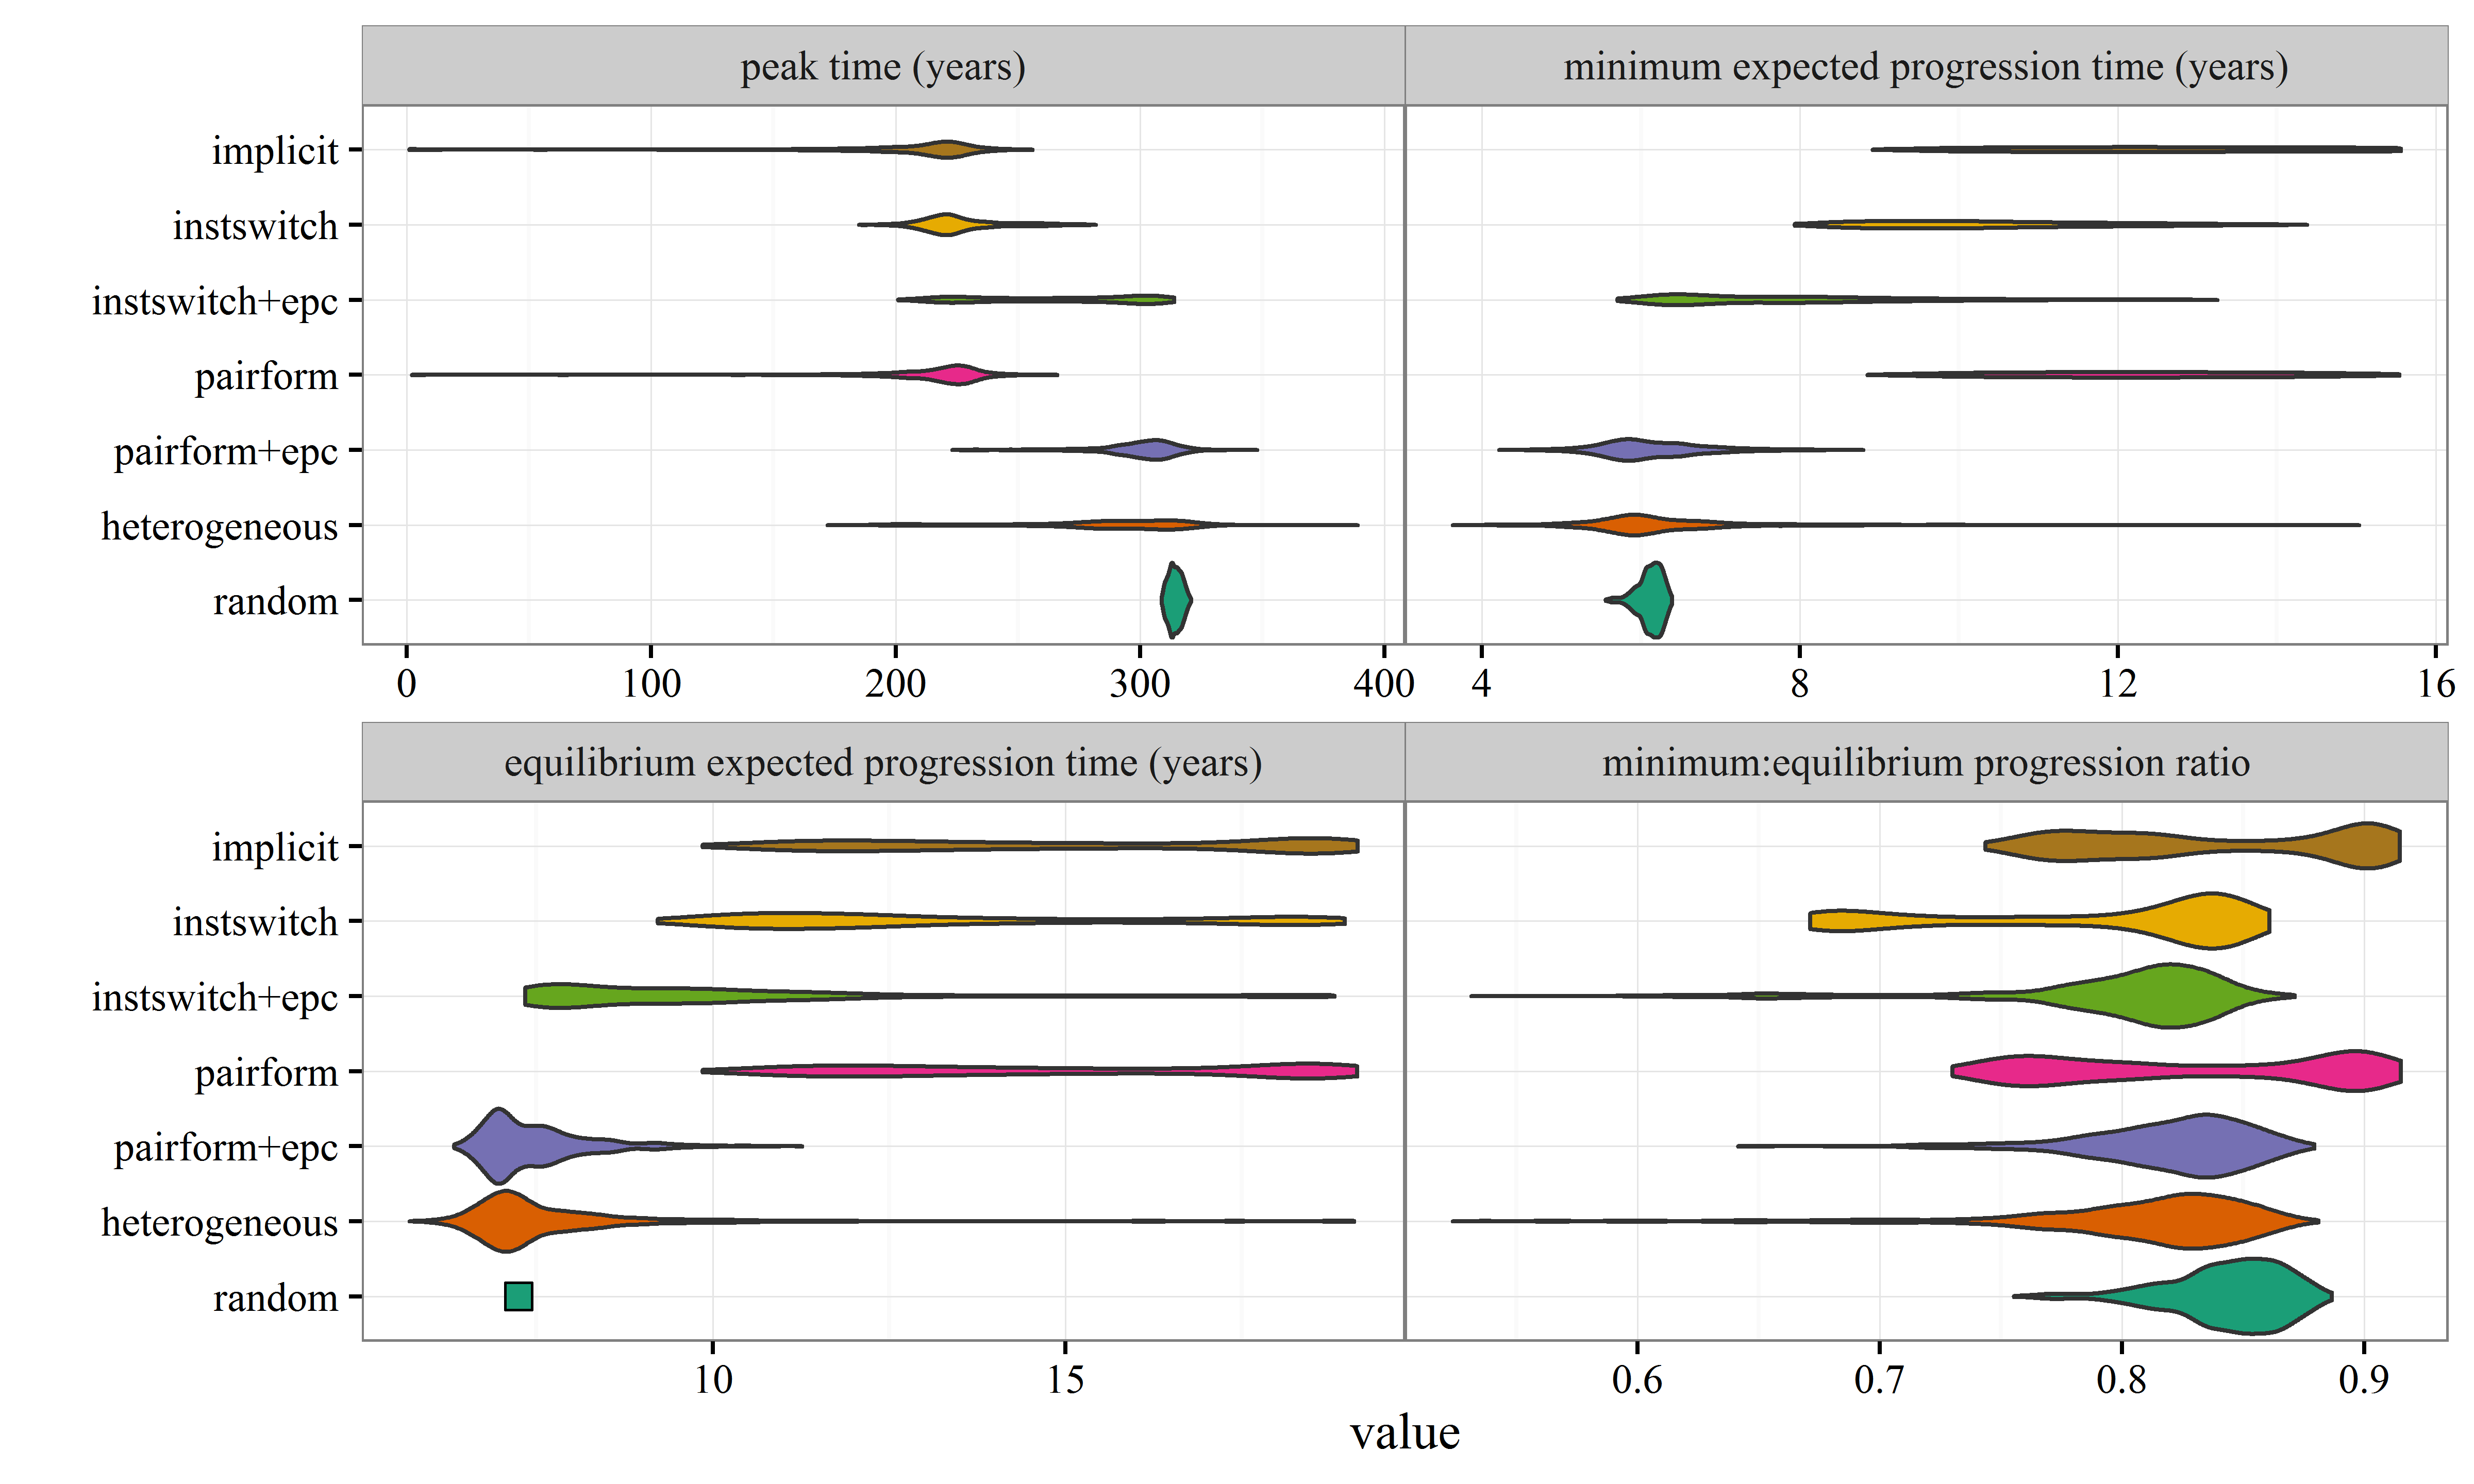 peak time (years) minimum expected progression time (years)
implicit
instswitch
instswitch+epc
pairform
pairform+epc
heterogeneous
random
0 100 200 300 400 4 8 12 16
equilibrium expected progression time (years) minimum:equilibrium progression ratio
implicit
instswitch
instswitch+epc
pairform
pairform+epc
heterogeneous
random
10 15 0.6 0.7 0.8 0.9
value